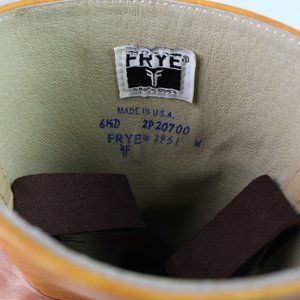 FRYE®
MADE IN U.S.A.
6½D 2P20700
FRYE® 2951 W